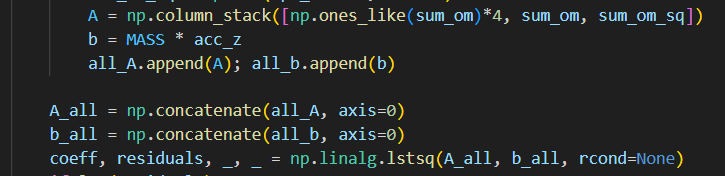 A = np.column_stack([np.ones_like(sum_om)*4, sum_om, sum_om_sq])
b = MASS * acc_z
all_A.append(A); all_b.append(b)
A_all = np.concatenate(all_A, axis=0)
b_all = np.concatenate(all_b, axis=0)
coeff, residuals, _, _ = np.linalg.lstsq(A_all, b_all, rcond=None)